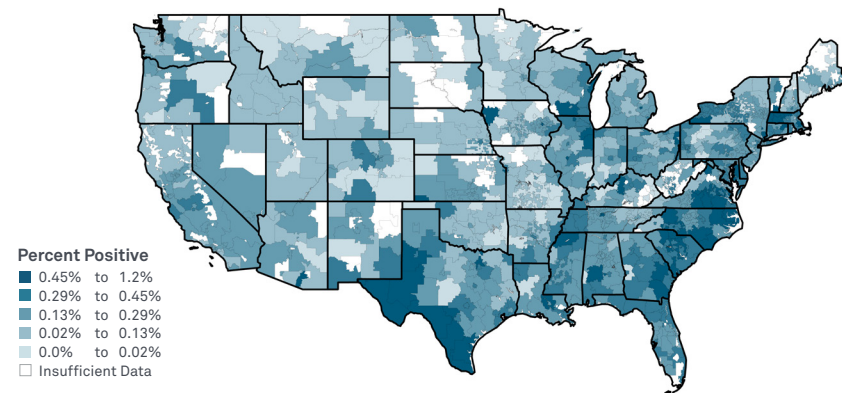 Percent Positive
0.45% to 1.2%
0.29% to 0.45%
0.13% to 0.29%
0.02% to 0.13%
0.0% to 0.02%
Insufficient Data